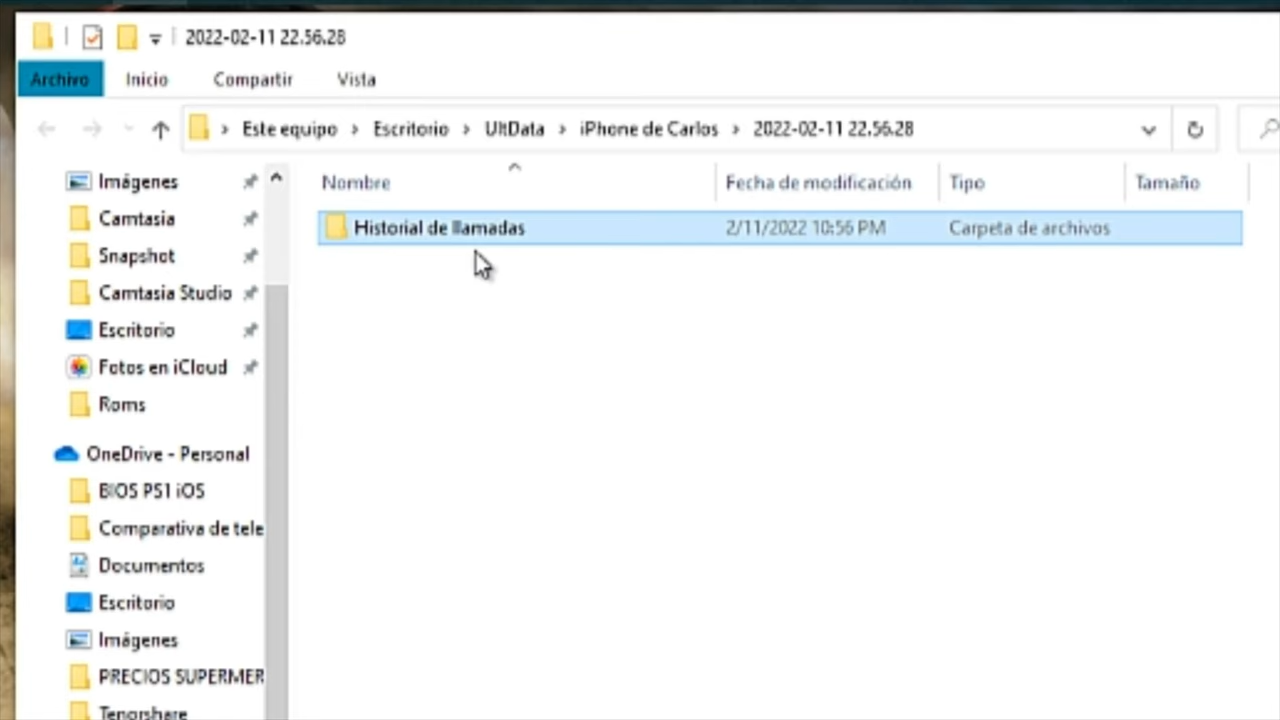 2022-02-11 22.56.28
Archivo Inicio Compartir Vista
Este equipo > Escritorio > UltData > iPhone de Carlos > 2022-02-11 22.56.28
Nombre Fecha de modificación Tipo Tamaño
Historial de llamadas 2/11/2022 10:56 PM Carpeta de archivos
Imágenes
Camtasia
Snapshot
Camtasia Studio
Escritorio
Fotos en iCloud
Roms
OneDrive - Personal
BIOS PS1 iOS
Comparativa de tele
Documentos
Escritorio
Imágenes
PRECIOS SUPERMER
Tenorshare